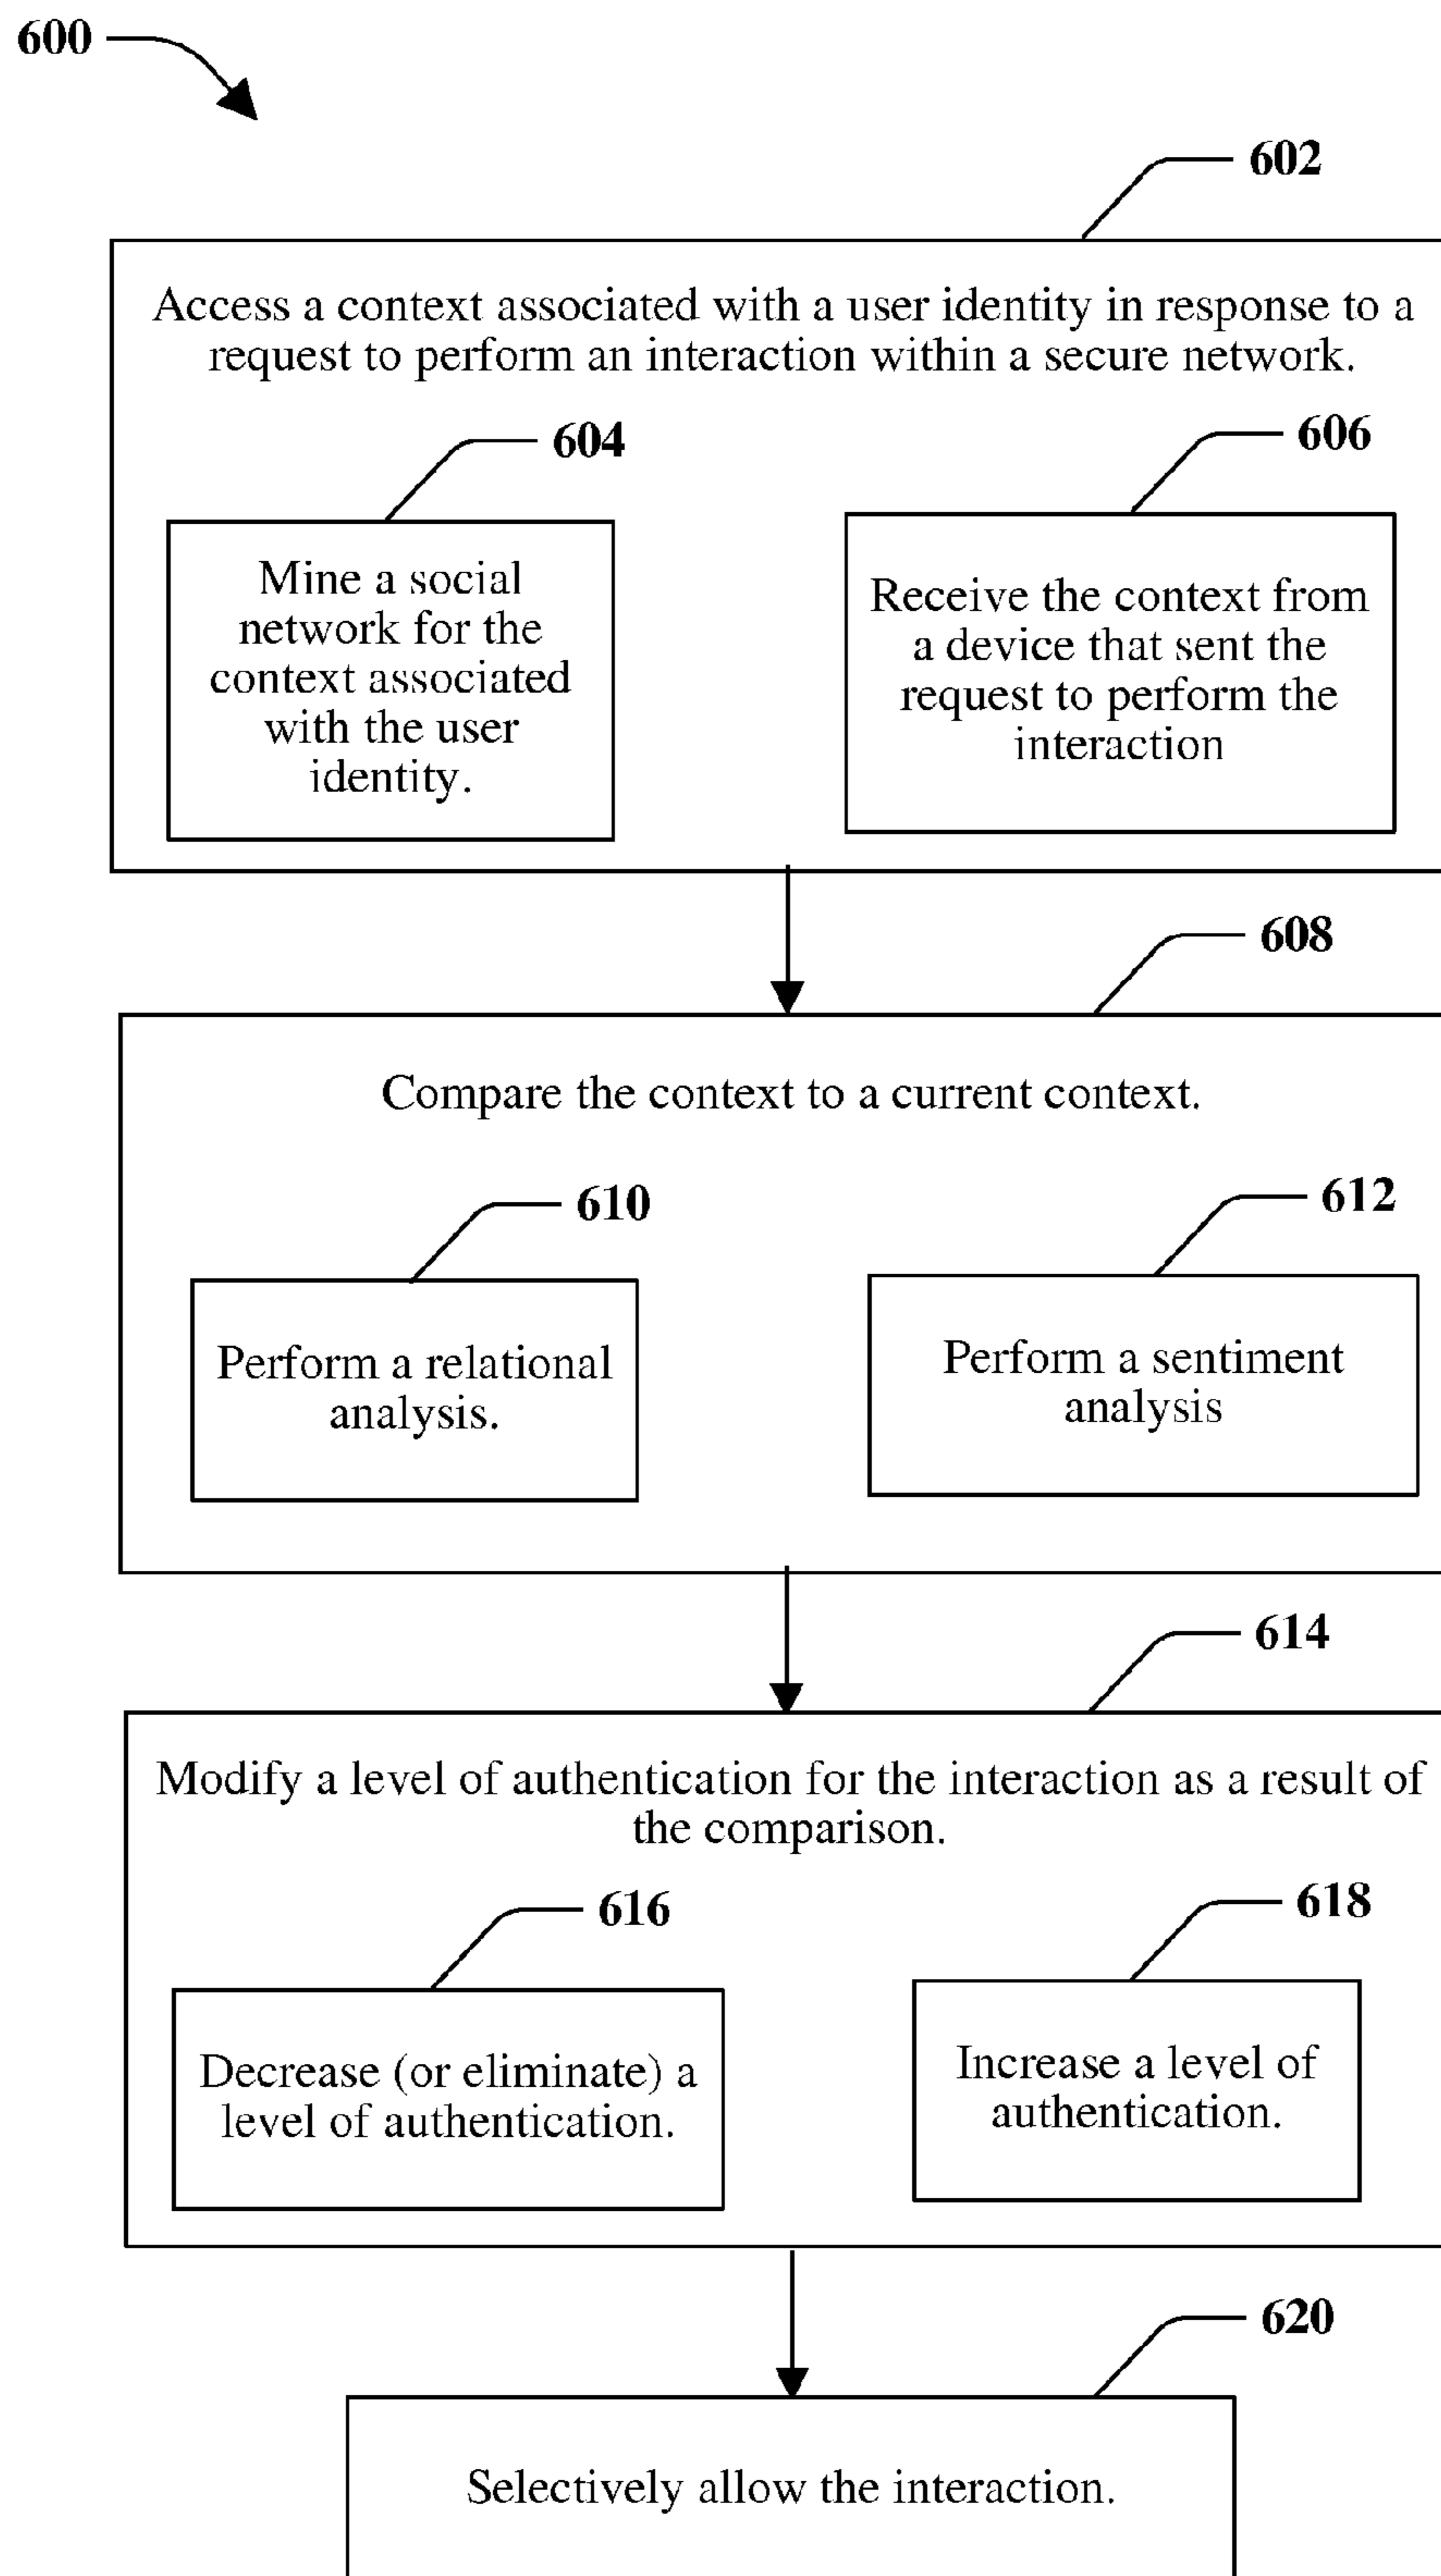 600
602
Access a context associated with a user identity in response to a
request to perform an interaction within a secure network.
604
606
Mine a social
network for the
context associated
with the user
identity.
Receive the context from
a device that sent the
request to perform the
interaction
608
Compare the context to a current context.
610
612
Perform a relational
analysis.
Perform a sentiment
analysis
614
Modify a level of authentication for the interaction as a result of
the comparison.
616
618
Decrease (or eliminate) a
level of authentication.
Increase a level of
authentication.
620
Selectively allow the interaction.